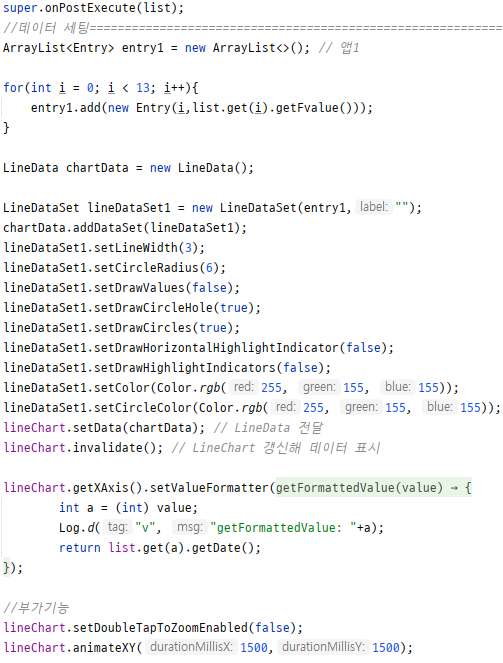 super.onPostExecute(list);
//데이터 세팅===========================================================
ArrayList<Entry> entry1 = new ArrayList<>(); // 앱1
for(int i = 0; i < 13; i++){
entry1.add(new Entry(i,list.get(i).getFvalue()));
}
LineData chartData = new LineData();
LineDataSet lineDataSet1 = new LineDataSet(entry1, label: "");
chartData.addDataSet(lineDataSet1);
lineDataSet1.setLineWidth(3);
lineDataSet1.setCircleRadius(6);
lineDataSet1.setDrawValues(false);
lineDataSet1.setDrawCircleHole(true);
lineDataSet1.setDrawCircles(true);
lineDataSet1.setDrawHorizontalHighlightIndicator(false);
lineDataSet1.setDrawHighlightIndicators(false);
lineDataSet1.setColor(Color.rgb( red: 255, green: 155, blue: 155));
lineDataSet1.setCircleColor(Color.rgb( red: 255, green: 155, blue: 155));
lineChart.setData(chartData); // LineData 전달
lineChart.invalidate(); // LineChart 갱신해 데이터 표시
lineChart.getXAxis().setValueFormatter(getFormattedValue(value) → {
int a = (int) value;
Log.d( tag: "v", msg: "getFormattedValue: "+a);
return list.get(a).getDate();
});
//부가기능
lineChart.setDoubleTapToZoomEnabled(false);
lineChart.animateXY( durationMillisX: 1500, durationMillisY: 1500);